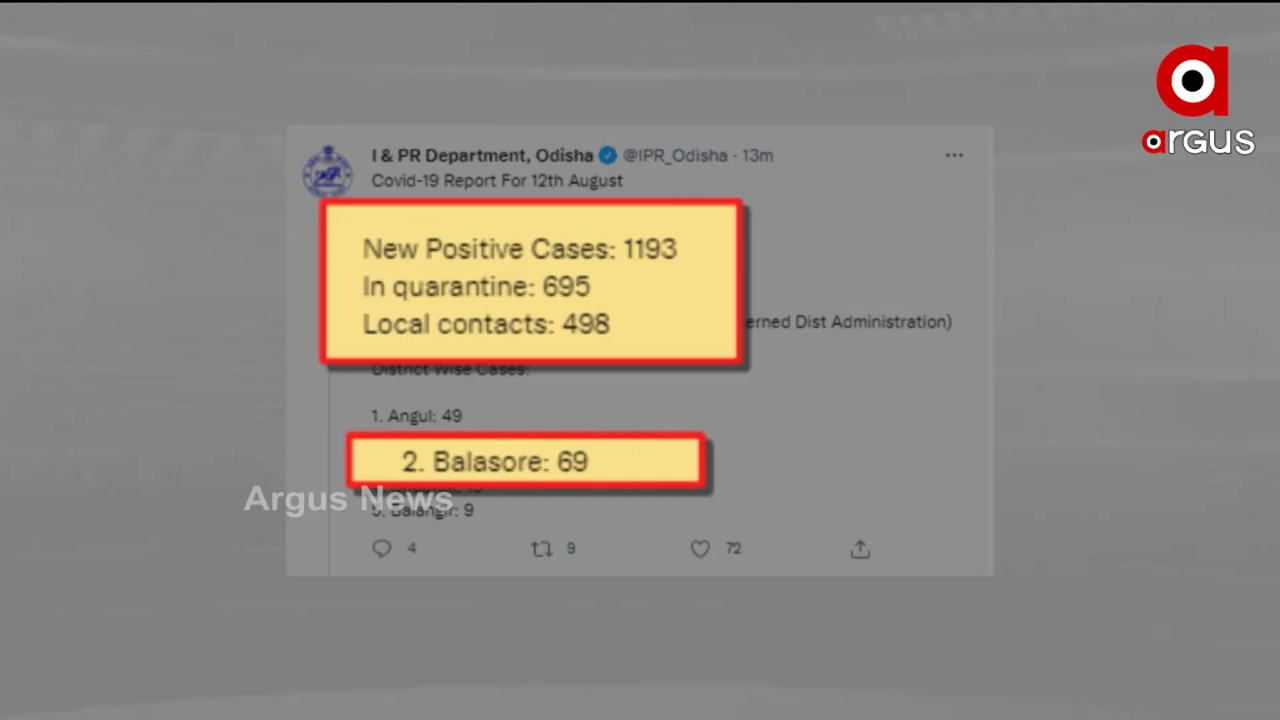 argus
I & PR Department, Odisha @IPR_Odisha · 13m
Covid-19 Report For 12th August
New Positive Cases: 1193
In quarantine: 695
Local contacts: 498
erned Dist Administration)
District Wise Cases:
1. Angul: 49
2. Balasore: 69
Argus News
5. Balangir: 9
4 9 72